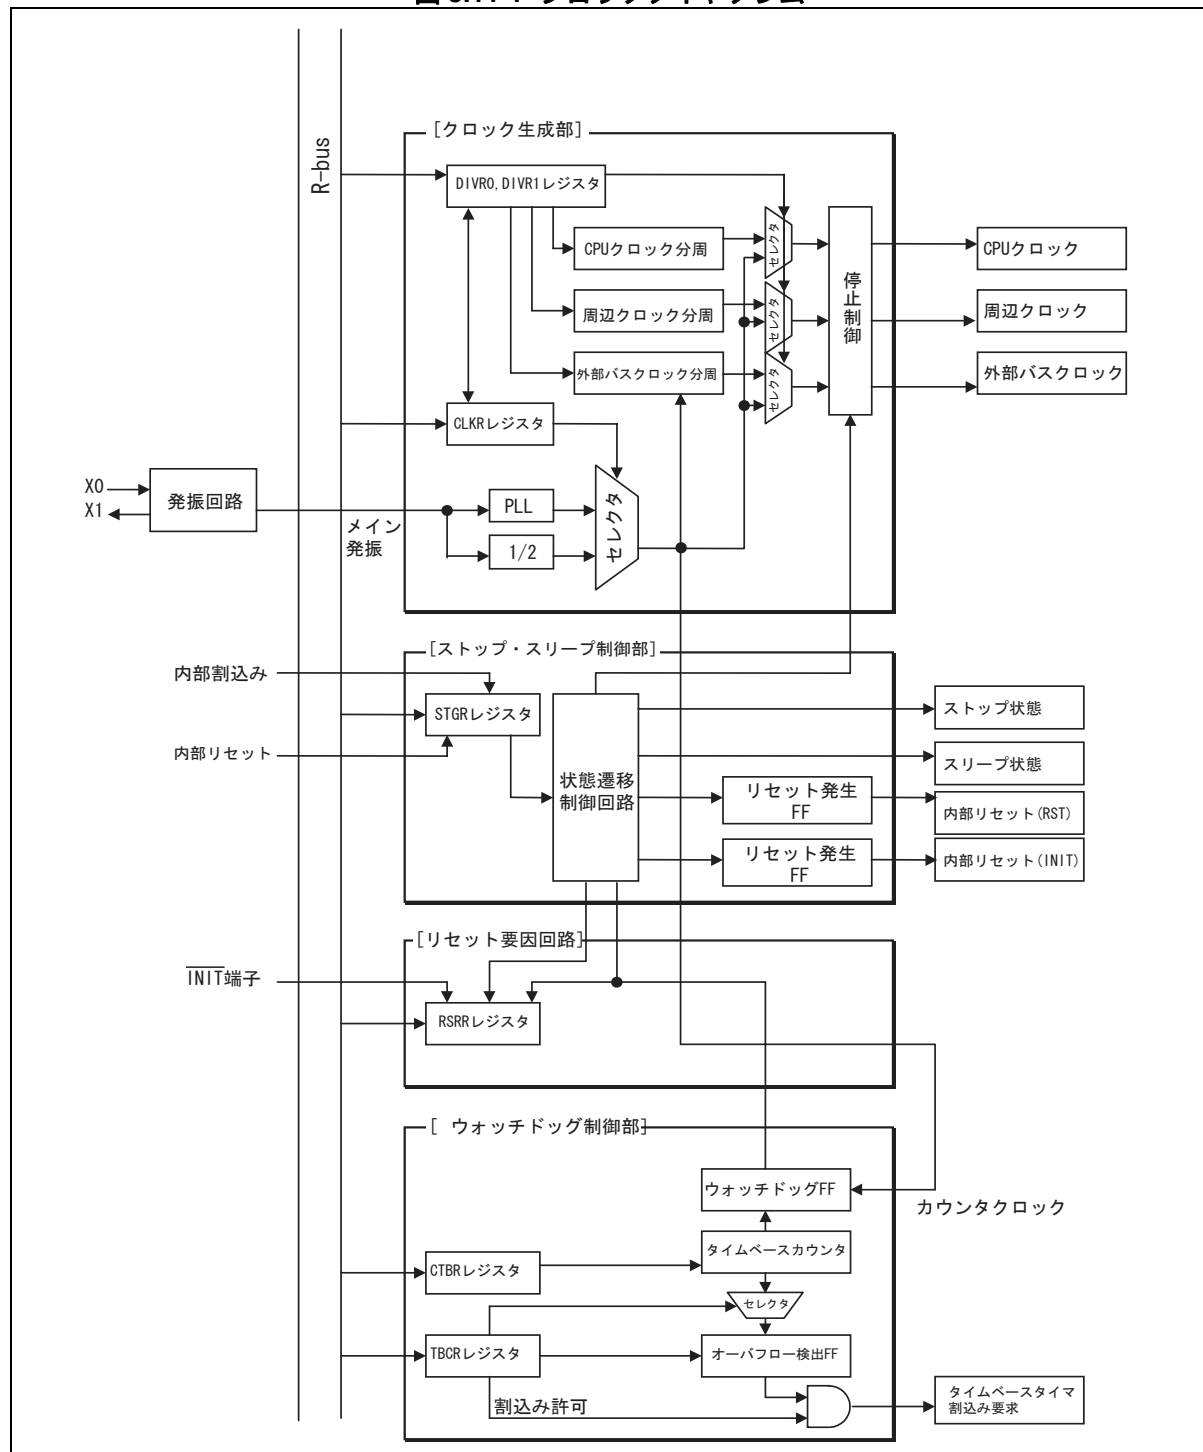 R-bus
[クロック生成部]
DIVR0,DIVR1レジスタ
CPUクロック分周
セレクタ
停止制御
CPUクロック
周辺クロック分周
セレクタ
周辺クロック
外部バスクロック分周
セレクタ
外部バスクロック
CLKRレジスタ
X0
X1
発振回路
メイン
発振
PLL
1/2
セレクタ
[ストップ・スリープ制御部]
内部割込み
STGRレジスタ
内部リセット
状態遷移
制御回路
ストップ状態
スリープ状態
リセット発生
FF
内部リセット(RST)
リセット発生
FF
内部リセット(INIT)
[リセット要因回路]
INIT端子
RSRRレジスタ
[ ウォッチドッグ制御部]
ウォッチドッグFF
カウンタクロック
タイムベースカウンタ
CTBRレジスタ
セレクタ
TBCRレジスタ
オーバフロー検出FF
割込み許可
タイムベースタイマ
割込み要求